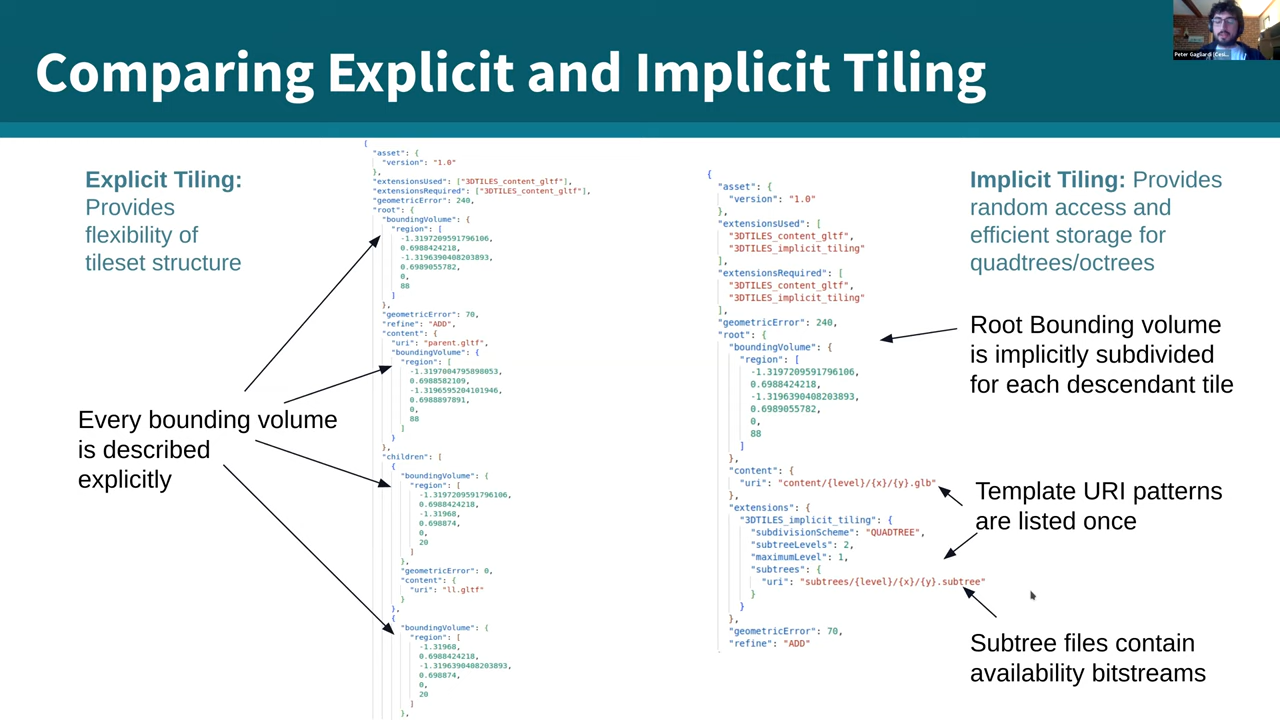 Comparing Explicit and Implicit Tiling
Explicit Tiling:
Provides
flexibility of
tileset structure
Every bounding volume
is described
explicitly
{
"asset": {
"version": "1.0"
},
"extensionsUsed": ["3DTILES_content_gltf"],
"extensionsRequired": ["3DTILES_content_gltf"],
"geometricError": 240,
"root": {
"boundingVolume": {
"region": [
-1.3197209591796106,
0.6988424218,
-1.3196390408203893,
0.6989055782,
0,
88
]
},
"geometricError": 70,
"refine": "ADD",
"content": {
"uri": "parent.gltf",
"boundingVolume": {
"region": [
-1.3197004795898053,
0.6988582109,
-1.3196595204101946,
0.6988897891,
0,
88
]
}
},
"children": [
{
"boundingVolume": {
"region": [
-1.3197209591796106,
0.6988424218,
-1.31968,
0.698874,
0,
20
]
},
"geometricError": 0,
"content": {
"uri": "ll.gltf"
}
},
{
"boundingVolume": {
"region": [
-1.31968,
0.6988424218,
-1.3196390408203893,
0.698874,
0,
20
]
},
{
"asset": {
"version": "1.0"
},
"extensionsUsed": [
"3DTILES_content_gltf",
"3DTILES_implicit_tiling"
],
"extensionsRequired": [
"3DTILES_content_gltf",
"3DTILES_implicit_tiling"
],
"geometricError": 240,
"root": {
"boundingVolume": {
"region": [
-1.3197209591796106,
0.6988424218,
-1.3196390408203893,
0.6989055782,
0,
88
]
},
"content": {
"uri": "content/{level}/{x}/{y}.glb"
},
"extensions": {
"3DTILES_implicit_tiling": {
"subdivisionScheme": "QUADTREE",
"subtreeLevels": 2,
"maximumLevel": 1,
"subtrees": {
"uri": "subtrees/{level}/{x}/{y}.subtree"
}
}
},
"geometricError": 70,
"refine": "ADD"
Implicit Tiling: Provides
random access and
efficient storage for
quadtrees/octrees
Root Bounding volume
is implicitly subdivided
for each descendant tile
Template URI patterns
are listed once
Subtree files contain
availability bitstreams
Peter Gagliardi